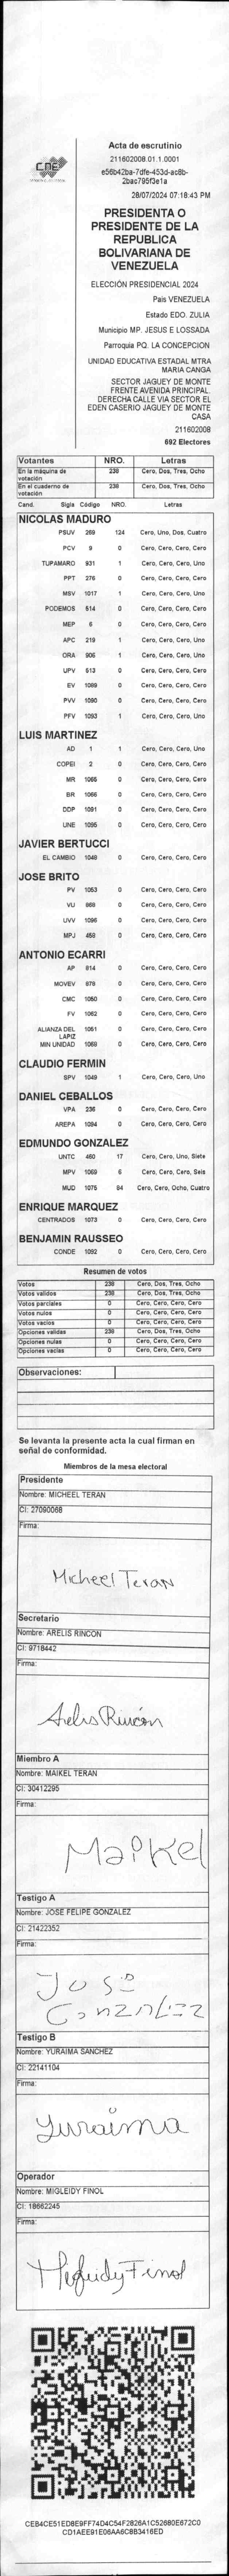 CNE
Acta de escrutinio
211602008.01.1.0001
e56b42ba-7dfe-453d-ac8b-
2bac795f3e1a
28/07/2024 07:18:43 PM
PRESIDENTA O
PRESIDENTE DE LA
REPUBLICA
BOLIVARIANA DE
VENEZUELA
ELECCIÓN PRESIDENCIAL 2024
Pais VENEZUELA
Estado EDO. ZULIA
Municipio MP. JESUS E LOSSADA
Parroquia PQ. LA CONCEPCION
UNIDAD EDUCATIVA ESTADAL MTRA
MARIA CANGA
SECTOR JAGUEY DE MONTE
FRENTE AVENIDA PRINCIPAL.
DERECHA CALLE VIA SECTOR EL
EDEN CASERIO JAGUEY DE MONTE
CASA
211602008
692 Electores
Votantes NRO. Letras
En la máquina de votación 238 Cero, Dos, Tres, Ocho
En el cuaderno de votación 238 Cero, Dos, Tres, Ocho
Cand. Sigla Código NRO. Letras
NICOLAS MADURO
PSUV 269 124 Cero, Uno, Dos, Cuatro
PCV 9 0 Cero, Cero, Cero, Cero
TUPAMARO 931 1 Cero, Cero, Cero, Uno
PPT 276 0 Cero, Cero, Cero, Cero
MSV 1017 1 Cero, Cero, Cero, Uno
PODEMOS 514 0 Cero, Cero, Cero, Cero
MEP 6 0 Cero, Cero, Cero, Cero
APC 219 1 Cero, Cero, Cero, Uno
ORA 906 1 Cero, Cero, Cero, Uno
UPV 513 0 Cero, Cero, Cero, Cero
EV 1089 0 Cero, Cero, Cero, Cero
PVV 1090 0 Cero, Cero, Cero, Cero
PFV 1093 1 Cero, Cero, Cero, Uno
LUIS MARTINEZ
AD 1 1 Cero, Cero, Cero, Uno
COPEI 2 0 Cero, Cero, Cero, Cero
MR 1065 0 Cero, Cero, Cero, Cero
BR 1066 0 Cero, Cero, Cero, Cero
DDP 1091 0 Cero, Cero, Cero, Cero
UNE 1095 0 Cero, Cero, Cero, Cero
JAVIER BERTUCCI
EL CAMBIO 1048 0 Cero, Cero, Cero, Cero
JOSE BRITO
PV 1053 0 Cero, Cero, Cero, Cero
VU 868 0 Cero, Cero, Cero, Cero
UVV 1096 0 Cero, Cero, Cero, Cero
MPJ 458 0 Cero, Cero, Cero, Cero
ANTONIO ECARRI
AP 814 0 Cero, Cero, Cero, Cero
MOVEV 878 0 Cero, Cero, Cero, Cero
CMC 1050 0 Cero, Cero, Cero, Cero
FV 1062 0 Cero, Cero, Cero, Cero
ALIANZA DEL LAPIZ 1051 0 Cero, Cero, Cero, Cero
MIN UNIDAD 1068 0 Cero, Cero, Cero, Cero
CLAUDIO FERMIN
SPV 1049 1 Cero, Cero, Cero, Uno
DANIEL CEBALLOS
VPA 236 0 Cero, Cero, Cero, Cero
AREPA 1094 0 Cero, Cero, Cero, Cero
EDMUNDO GONZALEZ
UNTC 480 17 Cero, Cero, Uno, Siete
MPV 1069 6 Cero, Cero, Cero, Seis
MUD 1075 84 Cero, Cero, Ocho, Cuatro
ENRIQUE MARQUEZ
CENTRADOS 1073 0 Cero, Cero, Cero, Cero
BENJAMIN RAUSSEO
CONDE 1092 0 Cero, Cero, Cero, Cero
Resumen de votos
Votos 238 Cero, Dos, Tres, Ocho
Votos validos 238 Cero, Dos, Tres, Ocho
Votos parciales 0 Cero, Cero, Cero, Cero
Votos nulos 0 Cero, Cero, Cero, Cero
Votos vacios 0 Cero, Cero, Cero, Cero
Opciones validas 238 Cero, Dos, Tres, Ocho
Opciones nulas 0 Cero, Cero, Cero, Cero
Opciones vacias 0 Cero, Cero, Cero, Cero
Observaciones:
Se levanta la presente acta la cual firman en
señal de conformidad.
Miembros de la mesa electoral
Presidente
Nombre: MICHEEL TERAN
CI: 27090068
Firma:
Micheel Teran
Secretario
Nombre: ARELIS RINCON
CI: 9718442
Firma:
Arelis Rincón
Miembro A
Nombre: MAIKEL TERAN
CI: 30412295
Firma:
Maikel
Testigo A
Nombre: JOSE FELIPE GONZALEZ
CI: 21422352
Firma:
José
Gonzalez
Testigo B
Nombre: YURAIMA SANCHEZ
CI: 22141104
Firma:
Yuraima
Operador
Nombre: MIGLEIDY FINOL
CI: 18662245
Firma:
Migleidy Finol
CEB4CE51ED8E9FF74D4C54F2826A1C52680E672C0
CD1AEE91E06AA6C8B3416ED